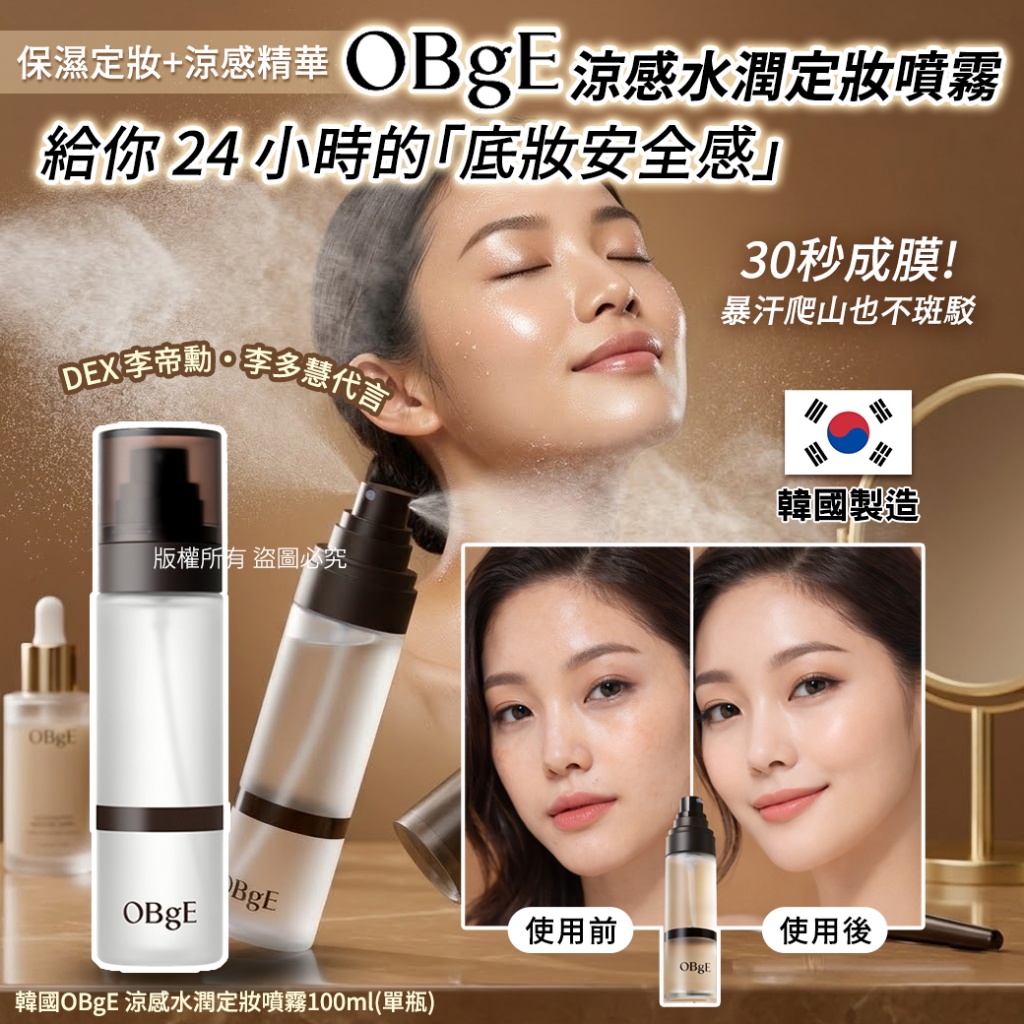 保濕定妝+涼感精華 OBgE 涼感水潤定妝噴霧
給你 24 小時的「底妝安全感」
30秒成膜!
暴汗爬山也不斑駁
DEX 李帝勳・李多慧代言
韓國製造
版權所有 盜圖必究
OBgE
OBgE
OBgE
使用前
使用後
OBgE
韓國OBgE 涼感水潤定妝噴霧100ml(單瓶)